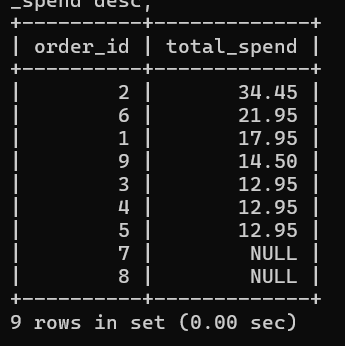 _spend desc;
+----------+-------------+
| order_id | total_spend |
+----------+-------------+
|        2 |       34.45 |
|        6 |       21.95 |
|        1 |       17.95 |
|        9 |       14.50 |
|        3 |       12.95 |
|        4 |       12.95 |
|        5 |       12.95 |
|        7 |        NULL |
|        8 |        NULL |
+----------+-------------+
9 rows in set (0.00 sec)